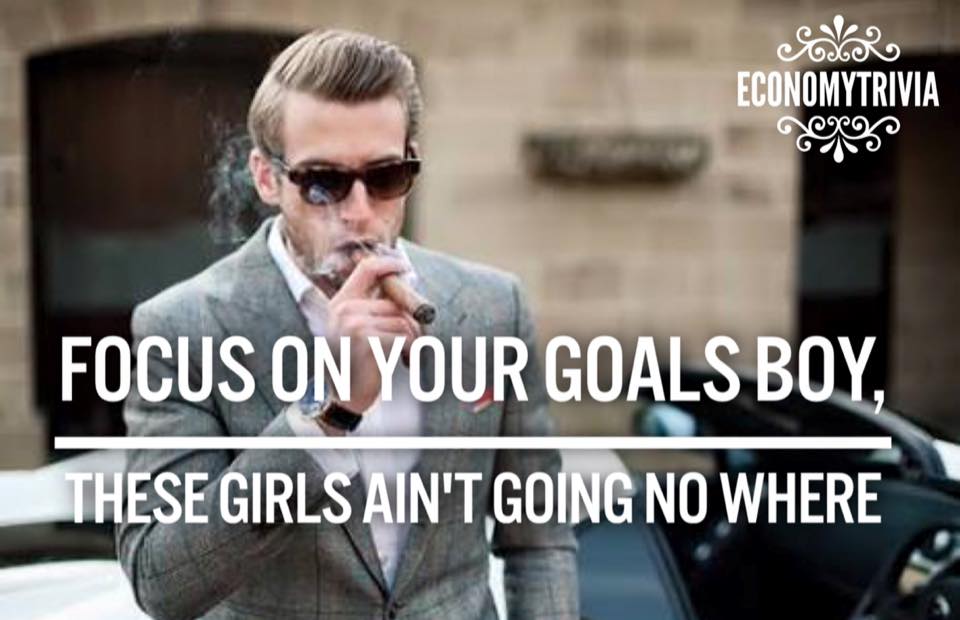 ECONOMYTRIVIA
FOCUS ON YOUR GOALS BOY,
THESE GIRLS AIN'T GOING NO WHERE